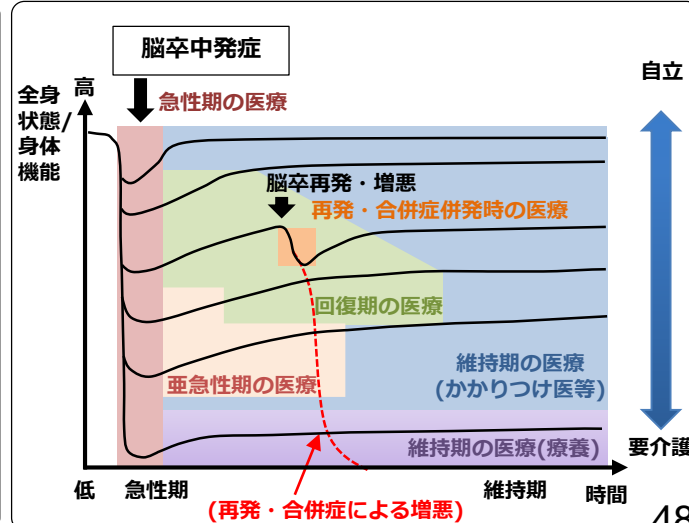 脳卒中発症
全身
状態/
身体
機能
高
急性期の医療
自立
脳卒再発・増悪
再発・合併症併発時の医療
回復期の医療
亜急性期の医療
維持期の医療
(かかりつけ医等)
維持期の医療(療養)
要介護
低
急性期
維持期
時間
(再発・合併症による増悪)
48